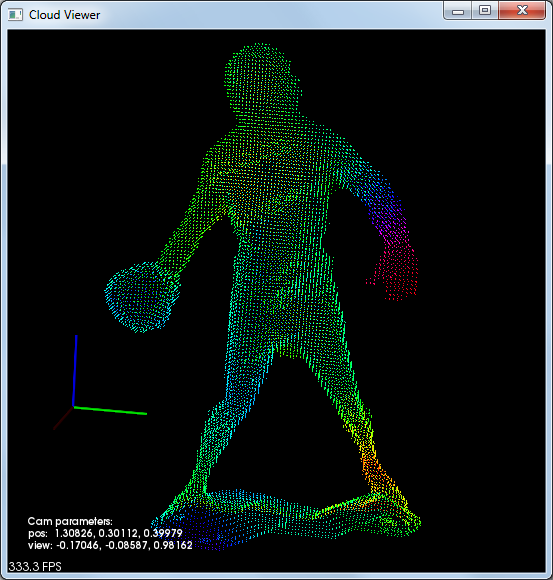 Cloud Viewer
Cam parameters:
pos: 1.30826, 0.30112, 0.39979
view: -0.17046, -0.08587, 0.98162
333.3 FPS